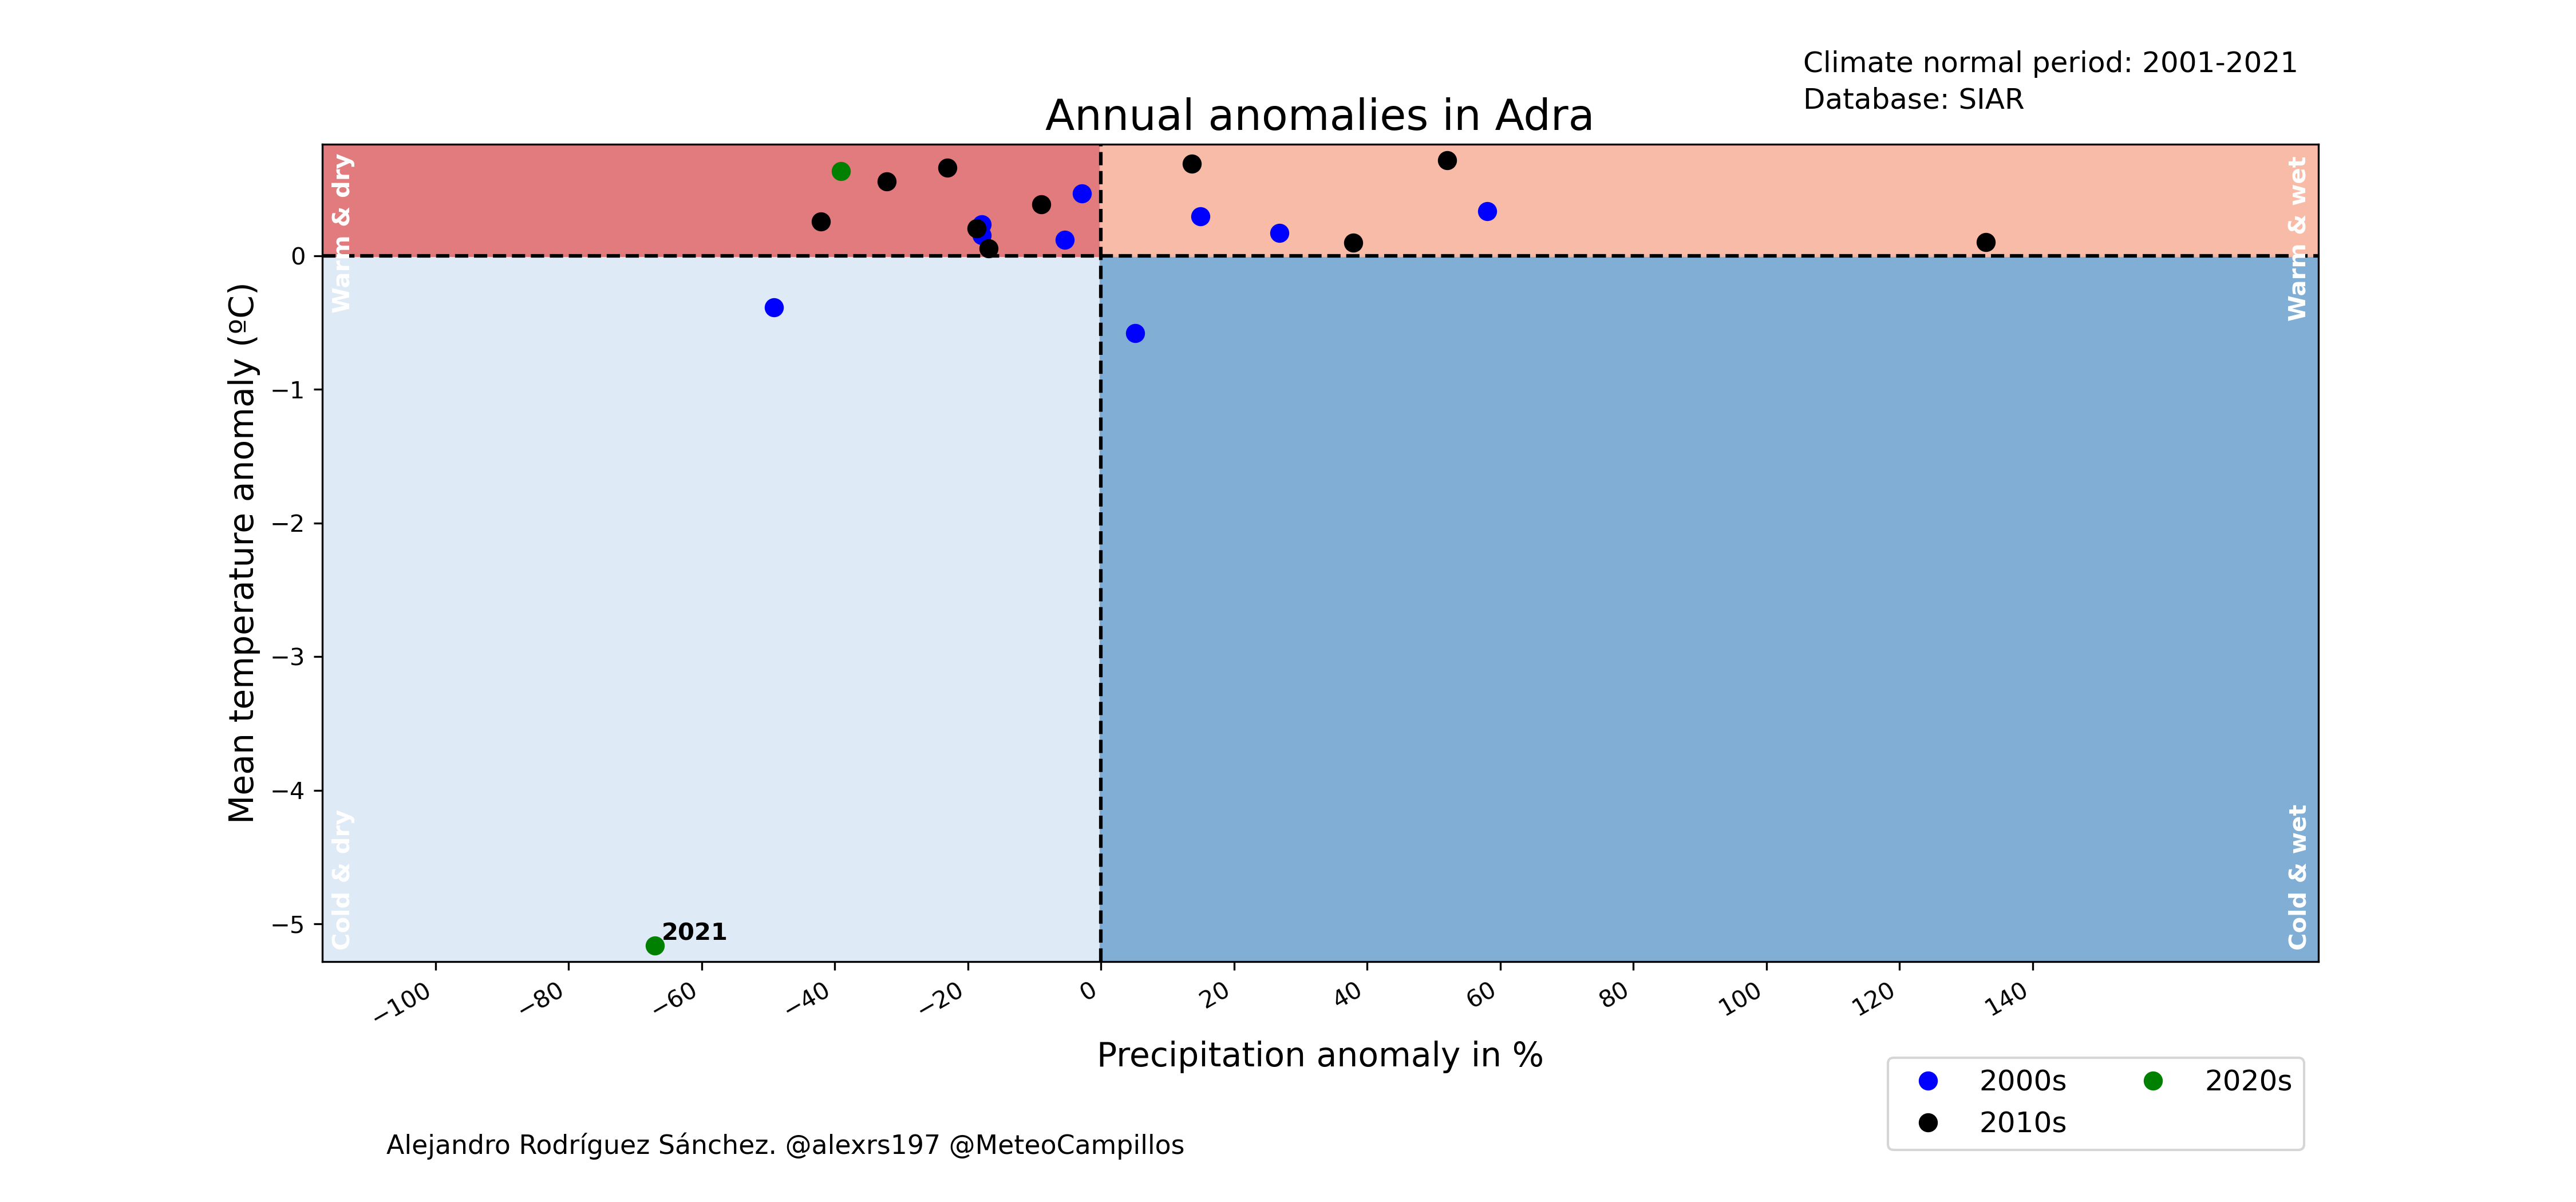 Climate normal period: 2001-2021
Database: SIAR
Annual anomalies in Adra
Warm & dry
Warm & wet
Cold & dry
Cold & wet
Mean temperature anomaly (ºC)
0
−1
−2
−3
−4
−5
2021
−100 −80 −60 −40 −20 0 20 40 60 80 100 120 140
Precipitation anomaly in %
2000s 2020s
2010s
Alejandro Rodríguez Sánchez. @alexrs197 @MeteoCampillos